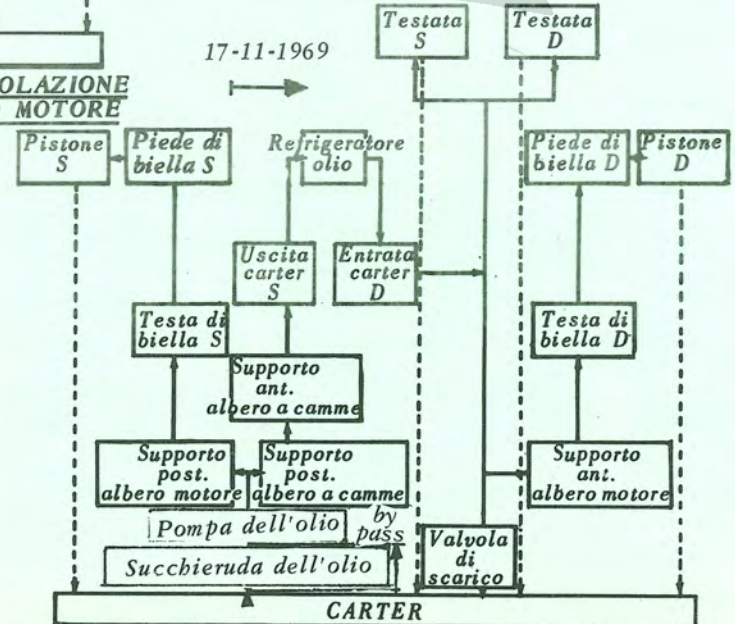 OLAZIONE
MOTORE
17-11-1969
Testata
S
Testata
D
Pistone
S
Piede di
biella S
Refrigeratore
olio
Piede di
biella D
Pistone
D
Uscita
carter
S
Entrata
carter
D
Testa di
biella S
Testa di
biella D
Supporto
ant.
albero a camme
Supporto
post.
albero motore
Supporto
post.
albero a camme
Supporto
ant.
albero motore
Pompa dell'olio
by
pass
Valvola
di
scarico
Succhieruda dell'olio
CARTER